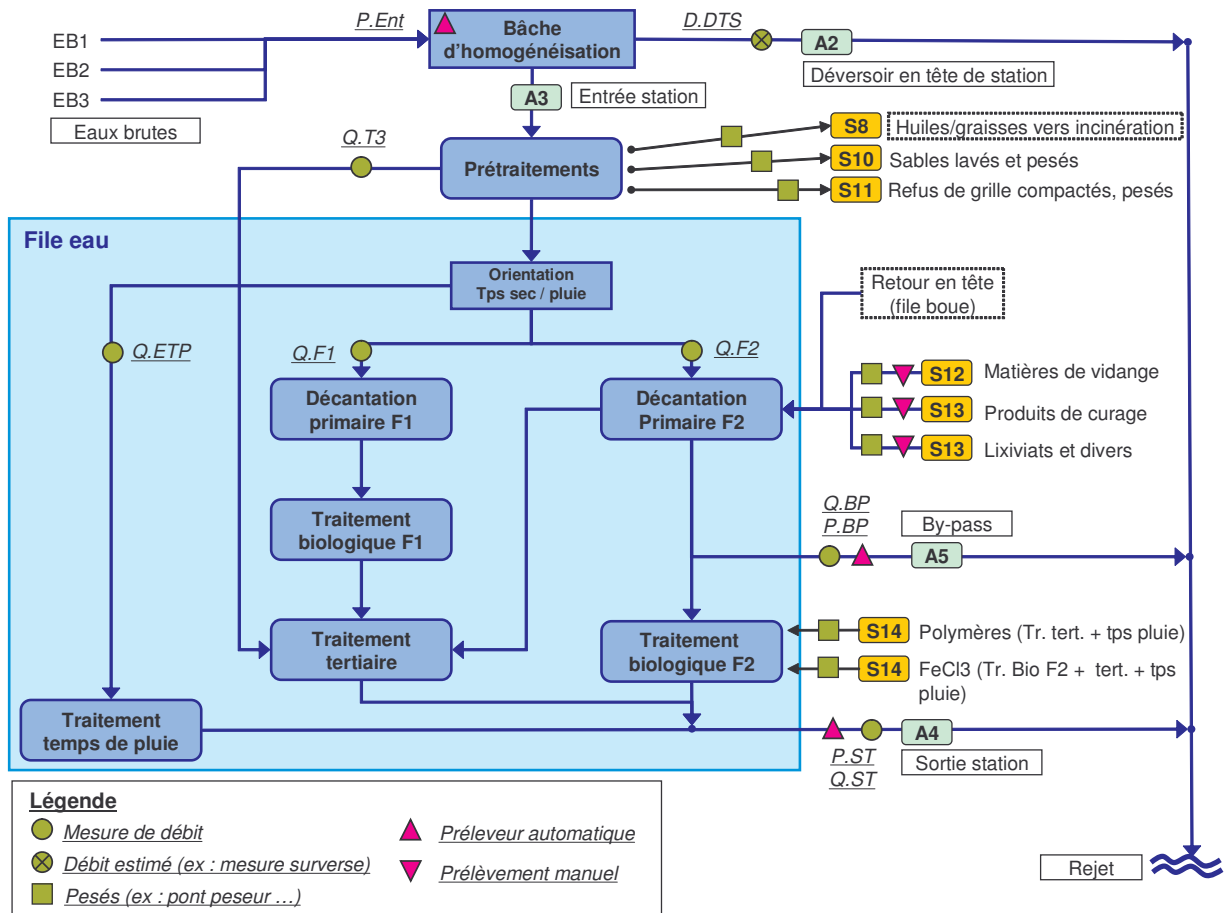 P.Ent
D.DTS
EB1
EB2
EB3
Eaux brutes
Bâche
d'homogénéisation
A2
Déversoir en tête de station
A3
Entrée station
Q.T3
Prétraitements
S8
Huiles/graisses vers incinération
S10
Sables lavés et pesés
S11
Refus de grille compactés, pesés
File eau
Orientation
Tps sec / pluie
Retour en tête
(file boue)
Q.ETP
Q.F1
Q.F2
Décantation
primaire F1
Décantation
Primaire F2
S12
Matières de vidange
S13
Produits de curage
S13
Lixiviats et divers
Traitement
biologique F1
Q.BP
P.BP
By-pass
A5
Traitement
tertiaire
Traitement
biologique F2
S14
Polymères (Tr. tert. + tps pluie)
S14
FeCl3 (Tr. Bio F2 + tert. + tps
pluie)
Traitement
temps de pluie
A4
P.ST
Q.ST
Sortie station
Légende
Mesure de débit
Débit estimé (ex : mesure surverse)
Pesés (ex : pont peseur …)
Préleveur automatique
Prélèvement manuel
Rejet